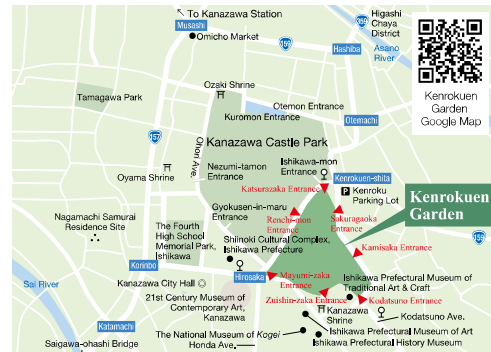 To Kanazawa Station
Musashi
Omicho Market
159
Hashiba
Higashi
Chaya
District
Asano
River
Kenrokuen
Garden
Google Map
Ozaki Shrine
Tamagawa Park
Otemon Entrance
Kuromon Entrance
Otemachi
157
Ohori Ave.
Kanazawa Castle Park
Nezumi-tamon
Entrance
Ishikawa-mon
Entrance
Oyama Shrine
Kenrokuen-shita
Katsurazaka Entrance
P Kenroku
Parking Lot
Kenrokuen
Garden
Gyokusen-in-maru
Entrance
Renchi-mon
Entrance
Sakuragaoka
Entrance
Nagamachi Samurai
Residence Site
The Fourth
High School
Memorial Park,
Ishikawa
Shiinoki Cultural Complex,
Ishikawa Prefecture
Kamisaka Entrance
159
Korinbo
Hirosaka
Mayumi-zaka
Entrance
Ishikawa Prefectural Museum of
Traditional Art & Craft
Sai River
Kanazawa City Hall
21st Century Museum of
Contemporary Art,
Kanazawa
Zuishin-zaka Entrance
Kodatsuno Entrance
Kanazawa
Shrine
Kodatsuno Ave.
Katamachi
The National Museum of Kogei
Ishikawa Prefectural Museum of Art
Honda Ave.
Ishikawa Prefectural History Museum
Saigawa-ohashi Bridge